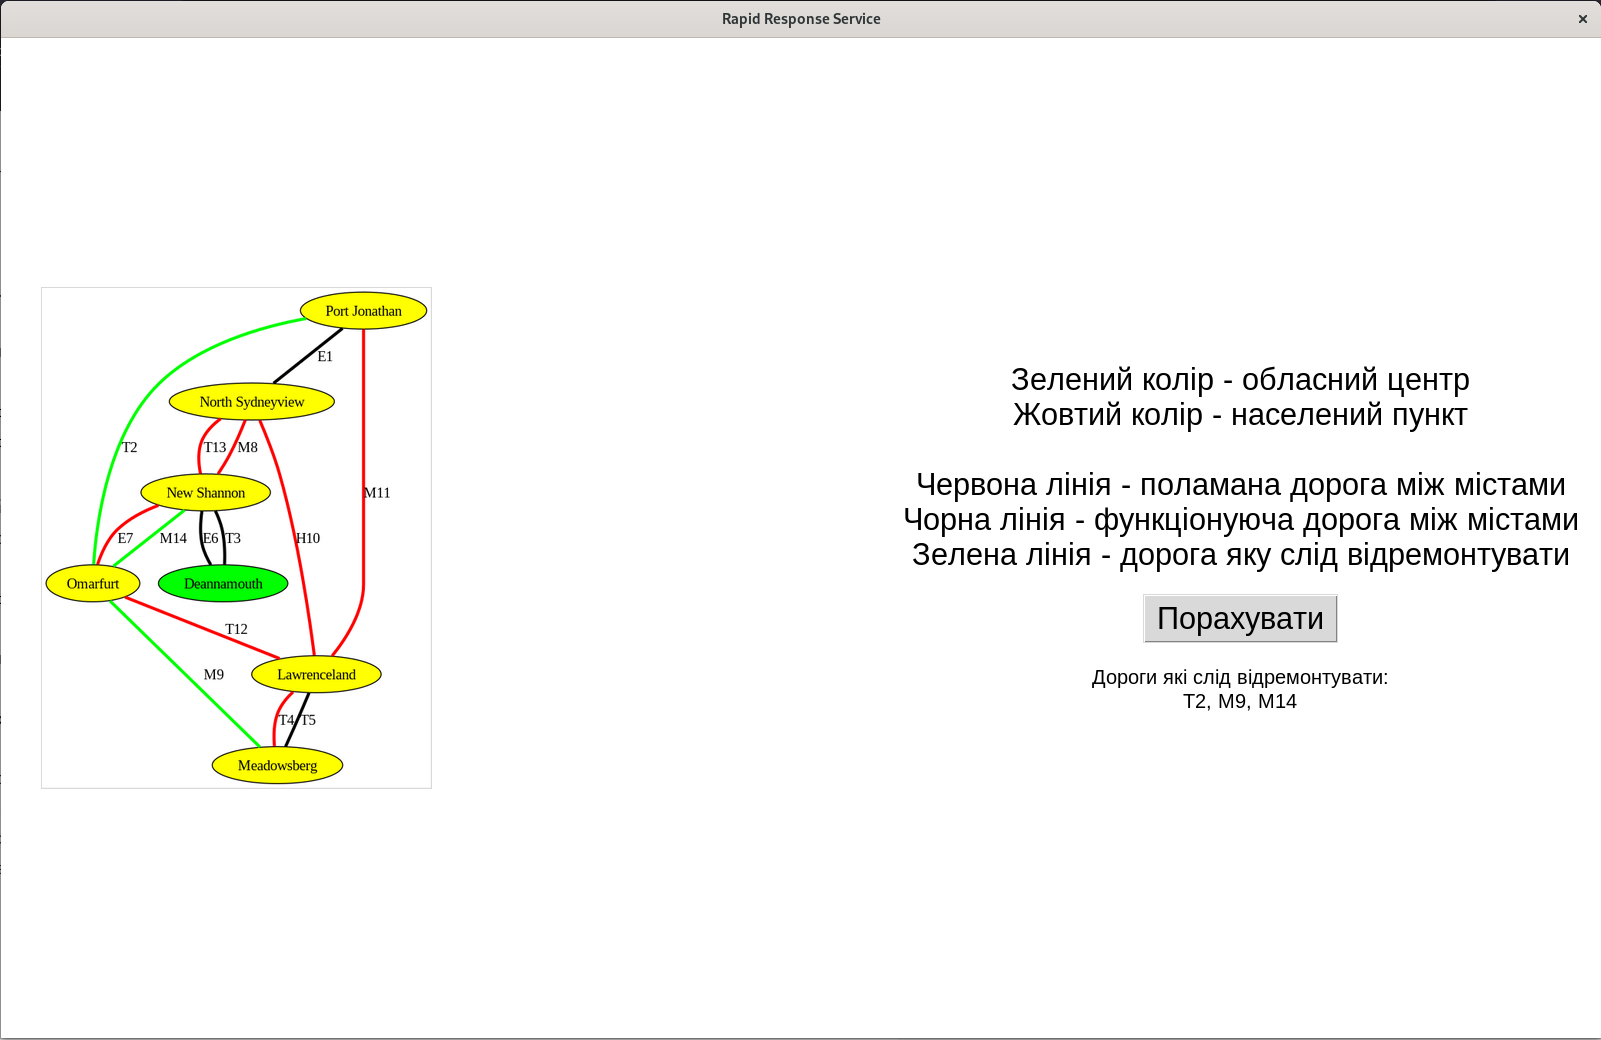 Rapid Response Service
×
Port Jonathan
E1
North Sydneyview
T2
T13
M8
New Shannon
M11
E7
M14
E6
T3
H10
Omarfurt
Deannamouth
T12
M9
Lawrenceland
T4
T5
Meadowsberg
Зелений колір - обласний центр
Жовтий колір - населений пункт
Червона лінія - поламана дорога між містами
Чорна лінія - функціонуюча дорога між містами
Зелена лінія - дорога яку слід відремонтувати
Порахувати
Дороги які слід відремонтувати:
T2, M9, M14